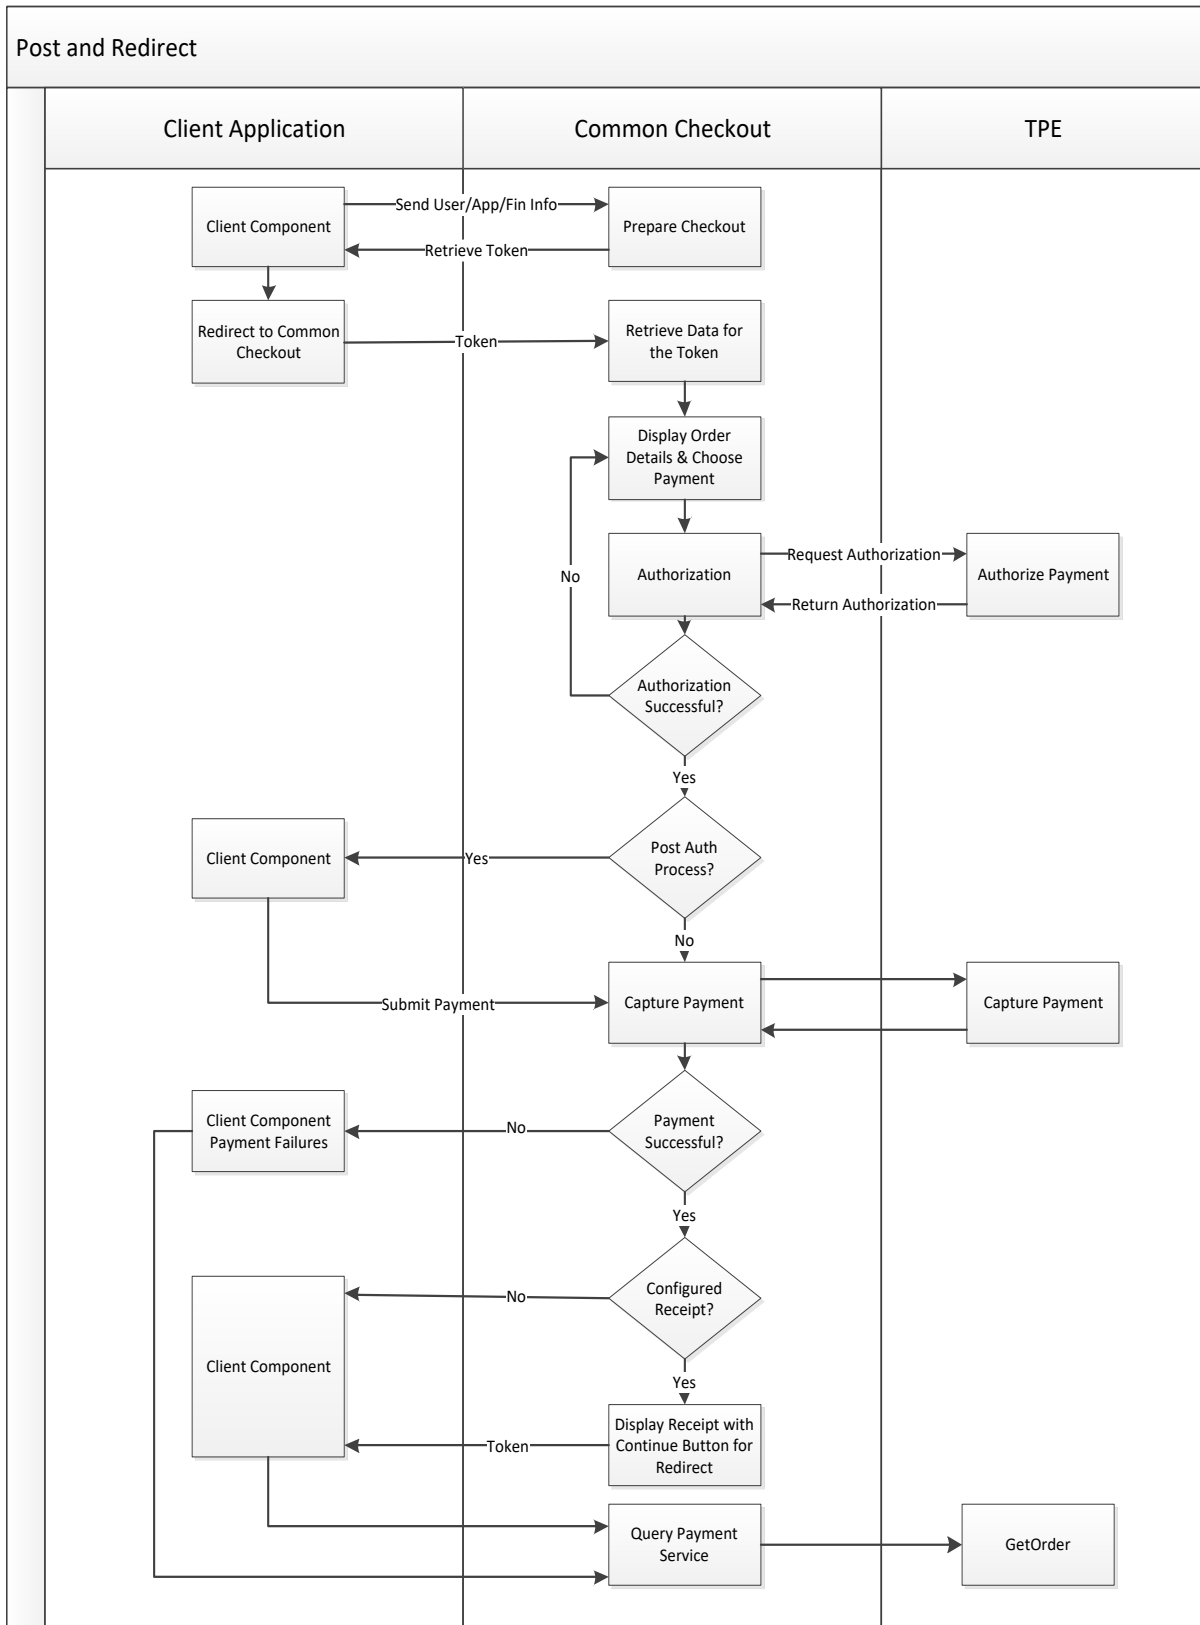 Post and Redirect
Client Application
Common Checkout
TPE
Client Component
Send User/App/Fin Info
Prepare Checkout
Retrieve Token
Redirect to Common
Checkout
Token
Retrieve Data for
the Token
Display Order
Details & Choose
Payment
Authorization
Request Authorization
Authorize Payment
Return Authorization
No
Authorization
Successful?
Yes
Post Auth
Process?
Yes
Client Component
No
Submit Payment
Capture Payment
Capture Payment
Payment
Successful?
No
Client Component
Payment Failures
Yes
Configured
Receipt?
No
Client Component
Yes
Display Receipt with
Continue Button for
Redirect
Token
Query Payment
Service
GetOrder